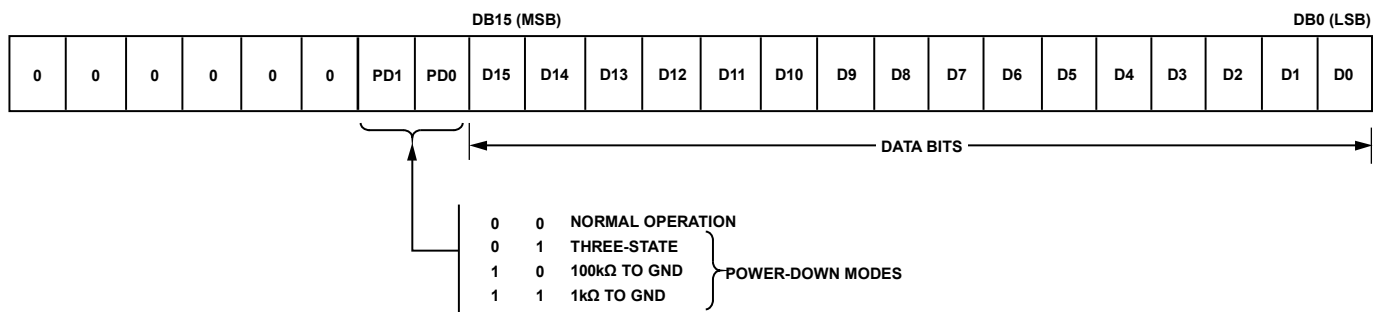 DB15 (MSB) DB0 (LSB)
0 0 0 0 0 0 PD1 PD0 D15 D14 D13 D12 D11 D10 D9 D8 D7 D6 D5 D4 D3 D2 D1 D0
DATA BITS
0 0 NORMAL OPERATION
0 1 THREE-STATE
1 0 100kΩ TO GND
POWER-DOWN MODES
1 1 1kΩ TO GND